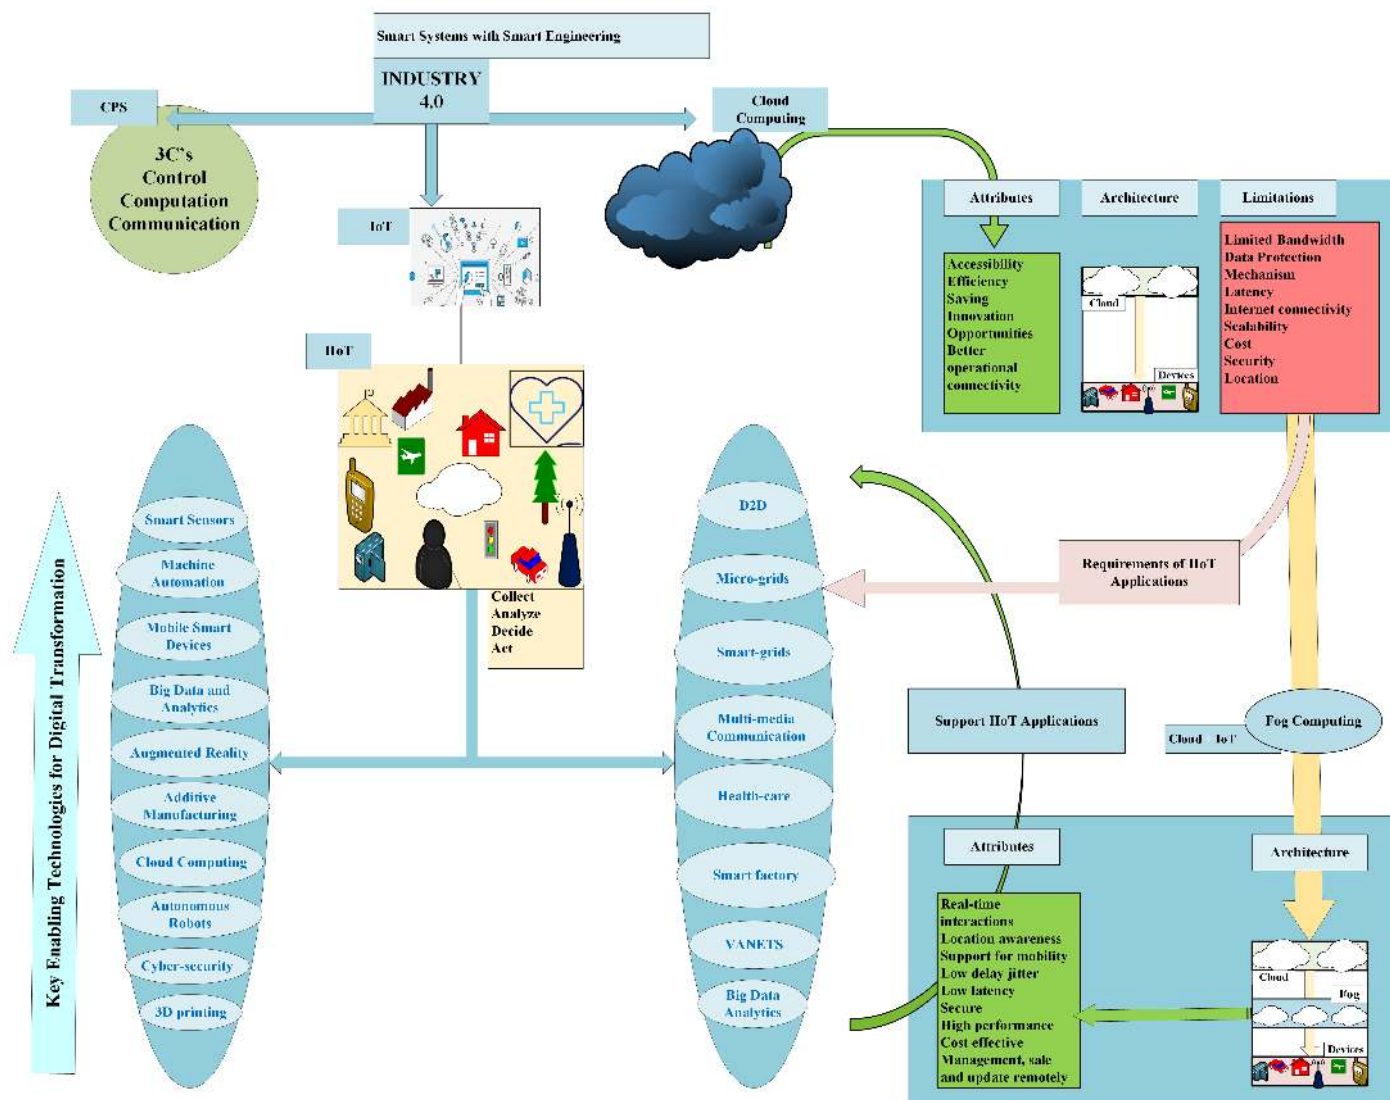 Smart Systems with Smart Engineering
INDUSTRY
4.0
CPS
3C"s
Control
Computation
Communication
Cloud
Computing
IoT
IIoT
Collect
Analyze
Decide
Act
Attributes
Accessibility
Efficiency
Saving
Innovation
Opportunities
Better
operational
connectivity
Architecture
Cloud
Devices
Limitations
Limited Bandwidth
Data Protection
Mechanism
Latency
Internet connectivity
Scalability
Cost
Security
Location
Key Enabling Technologies for Digital Transformation
Smart Sensors
Machine
Automation
Mobile Smart
Devices
Big Data and
Analytics
Augmented Reality
Additive
Manufacturing
Cloud Computing
Autonomous
Robots
Cyber-security
3D printing
D2D
Micro-grids
Smart-grids
Multi-media
Communication
Health-care
Smart factory
VANETS
Big Data
Analytics
Requirements of IIoT
Applications
Support IIoT Applications
Cloud IoT
Fog Computing
Attributes
Real-time
interactions
Location awareness
Support for mobility
Low delay jitter
Low latency
Secure
High performance
Cost effective
Management, sale
and update remotely
Architecture
Cloud
Fog
Devices